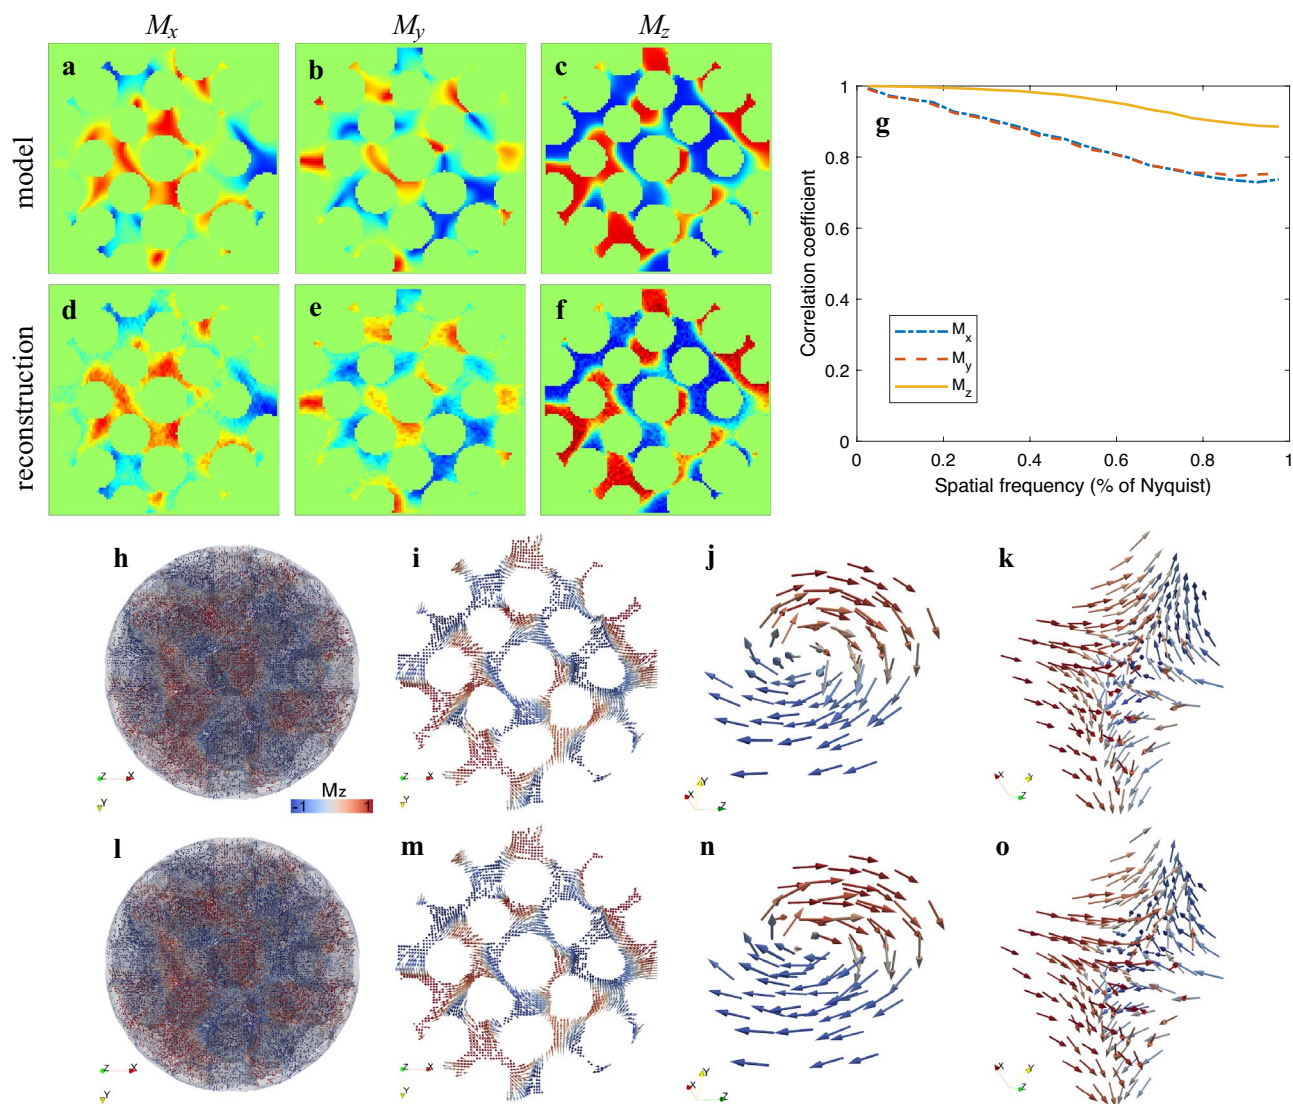 Mx My Mz
a b c
model
d e f
reconstruction
g
1
0.8
0.6
0.4
0.2
0
Correlation coefficient
Mx
My
Mz
0 0.2 0.4 0.6 0.8 1
Spatial frequency (% of Nyquist)
h i j k
Z X Y
Mz
-1 1
Z X Y
X Y Z
X Y Z
l m n o
Z X Y
Z X Y
X Y Z
X Y Z